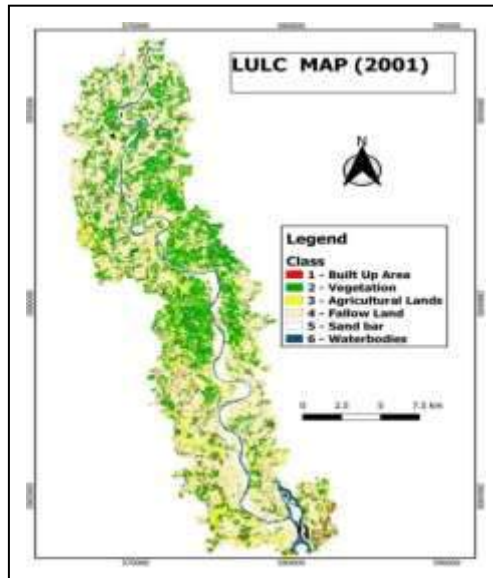 LULC MAP (2001)
N
Legend
Class
1 - Built Up Area
2 - Vegetation
3 - Agricultural Lands
4 - Fallow Land
5 - Sand bar
6 - Waterbodies
0 2.5 5 7.5 km